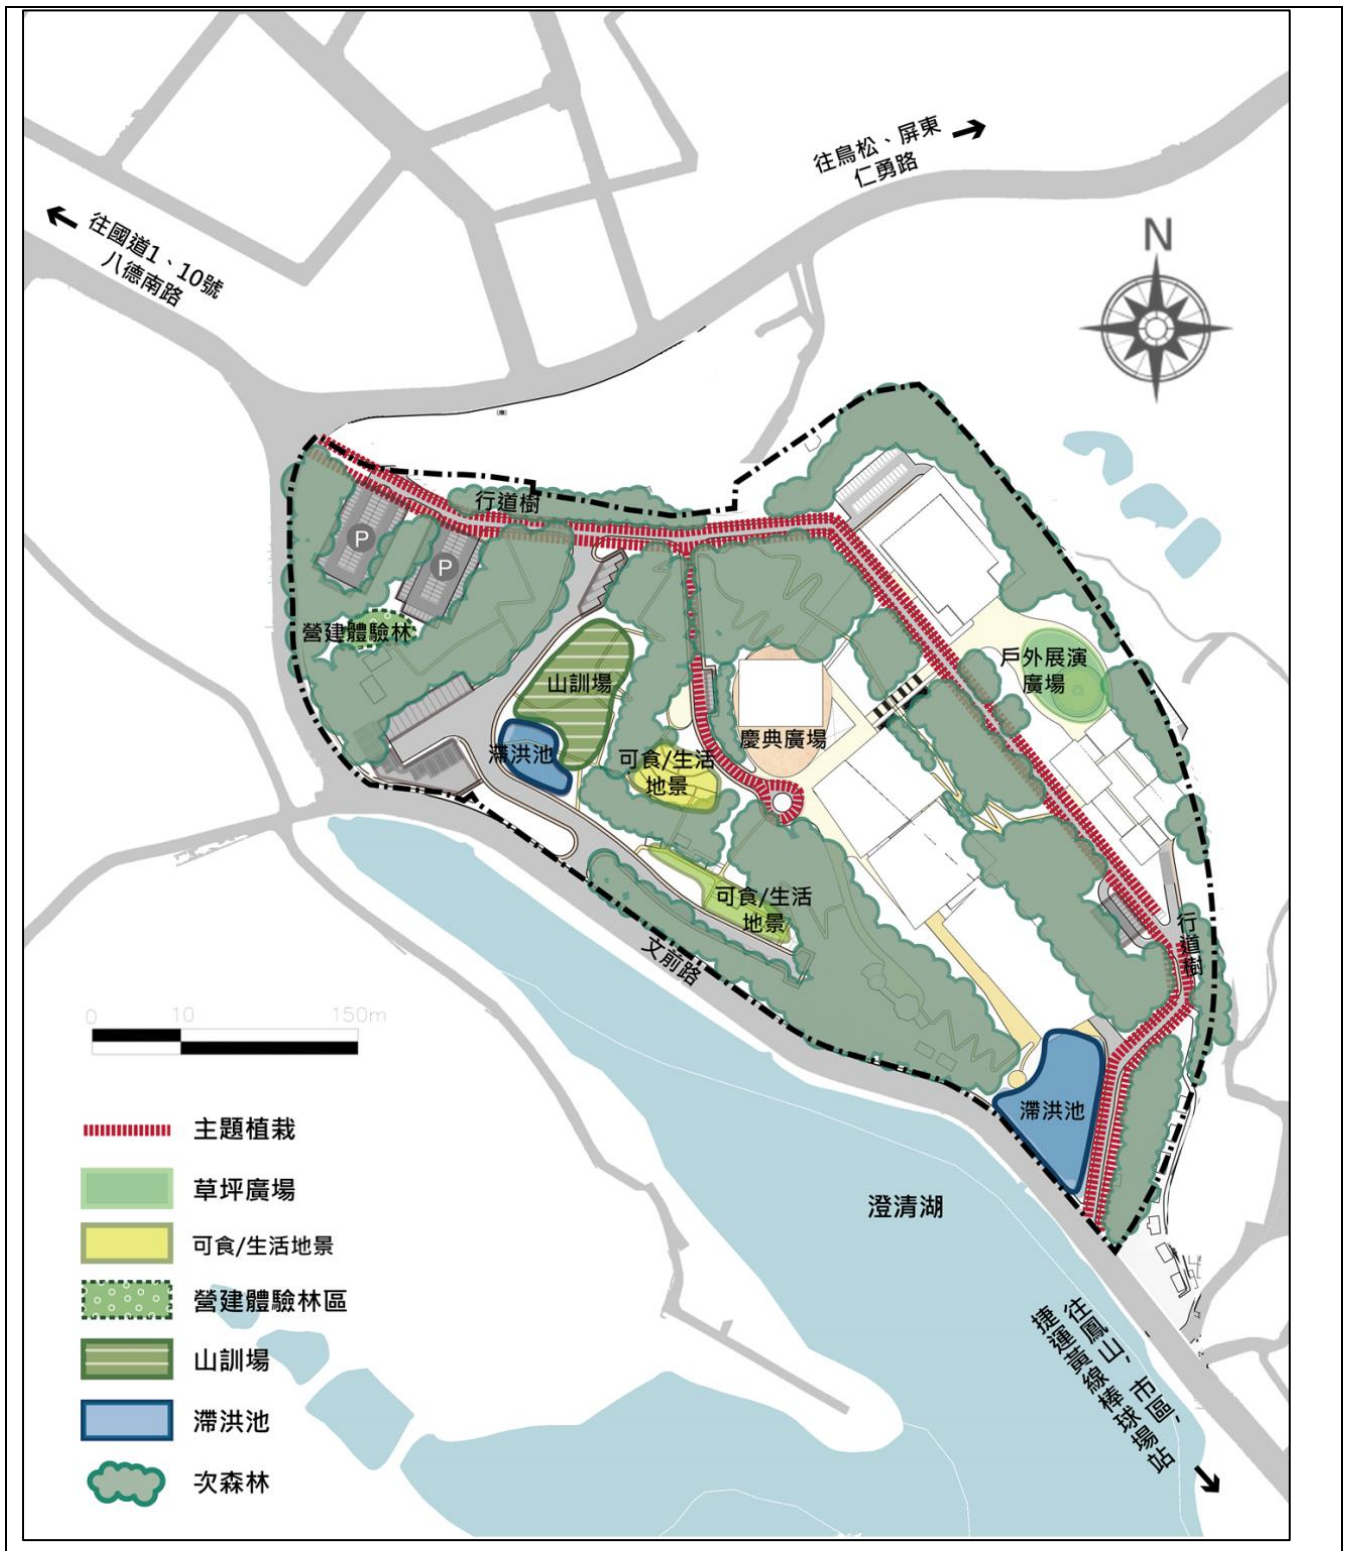 往鳥松、屏東
仁勇路
往國道1、10號
八德南路
N
行道樹
P
P
營建體驗林
戶外展演
廣場
山訓場
慶典廣場
滯洪池
可食/生活
地景
可食/生活
地景
行道樹
文前路
0 10 150m
滯洪池
主題植栽
草坪廣場
可食/生活地景
營建體驗林區
山訓場
滯洪池
次森林
澄清湖
往鳳山, 市區,
捷運黃線棒球場站